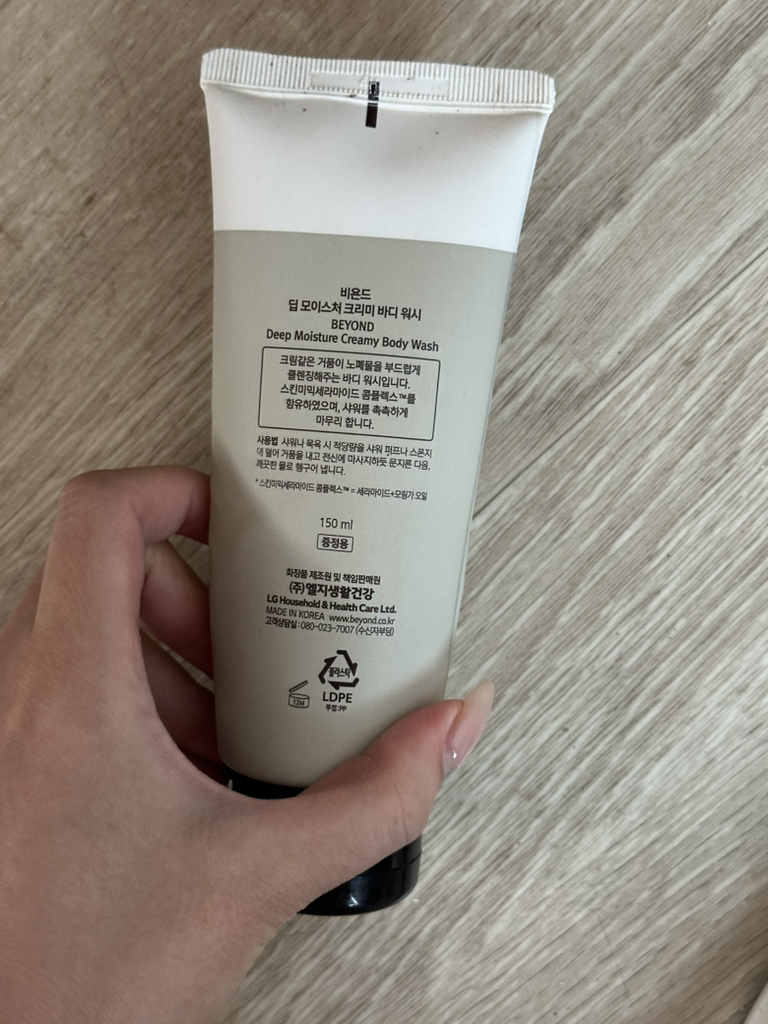 비욘드
딥 모이스처 크리미 바디 워시
BEYOND
Deep Moisture Creamy Body Wash
크림같은 거품이 노폐물을 부드럽게
클렌징해주는 바디 워시입니다.
스킨미믹세라마이드 콤플렉스™를
함유하였으며, 샤워를 촉촉하게
마무리 합니다.
사용법 샤워나 목욕 시 적당량을 샤워 퍼프나 스폰지
에 덜어 거품을 내고 전신에 마사지하듯 문지른 다음,
깨끗한 물로 헹구어 냅니다.
* 스킨미믹세라마이드 콤플렉스™ = 세라마이드+모링가 오일
150 ml
증정용
화장품 제조원 및 책임판매원
(주)엘지생활건강
LG Household & Health Care Ltd.
MADE IN KOREA www.beyond.co.kr
고객상담실 : 080-023-7007 (수신자부담)
플라스틱
LDPE
12M
뚜껑:PP